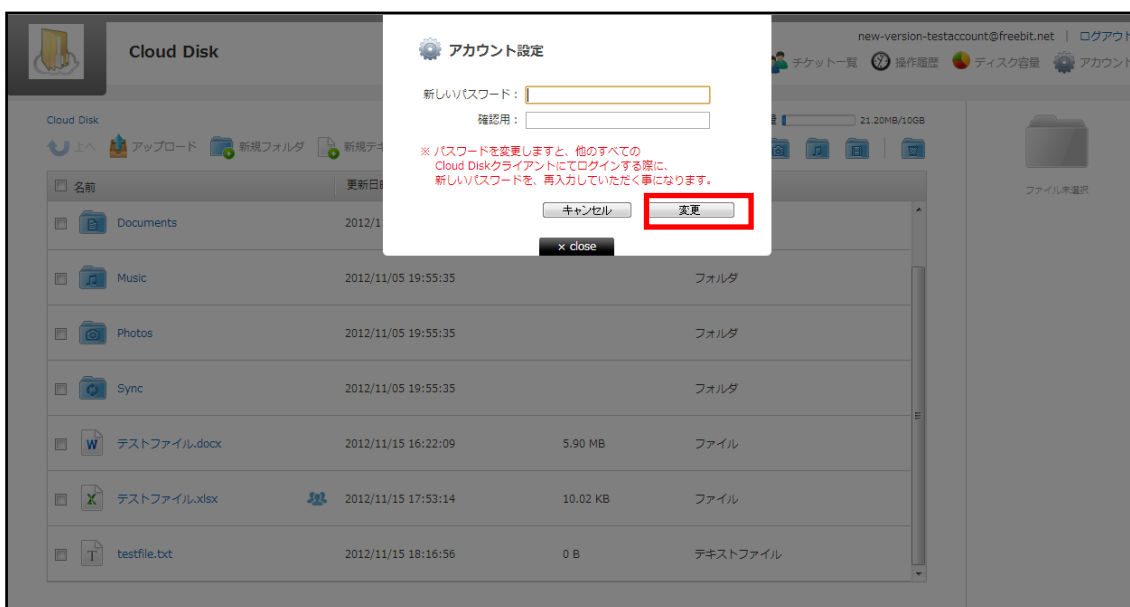 Cloud Disk
new-version-testaccount@freebit.net | ログアウト
チケット一覧 操作履歴 ディスク容量 アカウント
アカウント設定
新しいパスワード：
確認用：
※ パスワードを変更しますと、他のすべての
Cloud Diskクライアントにてログインする際に、
新しいパスワードを、再入力していただく事になります。
キャンセル 変更
× close
Cloud Disk
21.20MB/10GB
上へ アップロード 新規フォルダ 新規テキ
ファイル未選択
名前 更新日時
Documents 2012/1
Music 2012/11/05 19:55:35 フォルダ
Photos 2012/11/05 19:55:35 フォルダ
Sync 2012/11/05 19:55:35 フォルダ
テストファイル.docx 2012/11/15 16:22:09 5.90 MB ファイル
テストファイル.xlsx 2012/11/15 17:53:14 10.02 KB ファイル
testfile.txt 2012/11/15 18:16:56 0 B テキストファイル